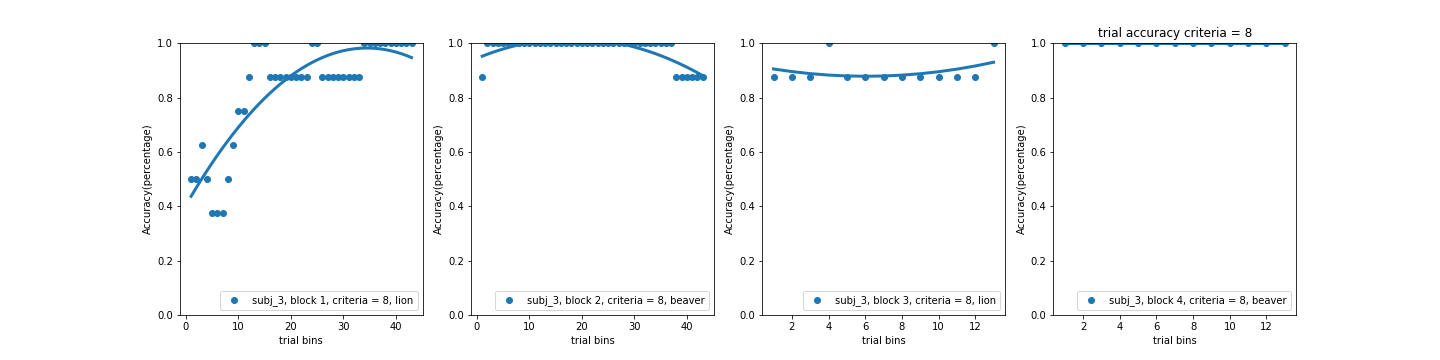 trial accuracy criteria = 8
1.0
0.8
0.6
0.4
0.2
0.0
Accuracy(percentage)
subj_3, block 1, criteria = 8, lion
0 10 20 30 40
trial bins
1.0
0.8
0.6
0.4
0.2
0.0
Accuracy(percentage)
subj_3, block 2, criteria = 8, beaver
0 10 20 30 40
trial bins
1.0
0.8
0.6
0.4
0.2
0.0
Accuracy(percentage)
subj_3, block 3, criteria = 8, lion
2 4 6 8 10 12
trial bins
1.0
0.8
0.6
0.4
0.2
0.0
Accuracy(percentage)
subj_3, block 4, criteria = 8, beaver
2 4 6 8 10 12
trial bins